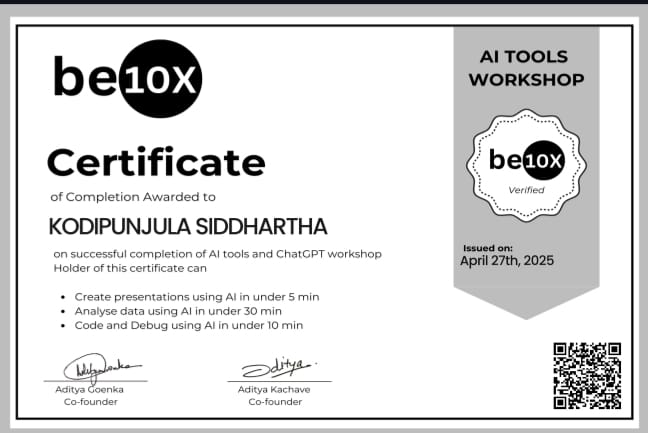 be10X
Certificate
of Completion Awarded to
KODIPUNJULA SIDDHARTHA
on successful completion of AI tools and ChatGPT workshop
Holder of this certificate can
• Create presentations using AI in under 5 min
• Analyse data using AI in under 30 min
• Code and Debug using AI in under 10 min
Aditya Goenka
Co-founder
Aditya
Aditya Kachave
Co-founder
AI TOOLS
WORKSHOP
be10X
Verified
Issued on:
April 27th, 2025